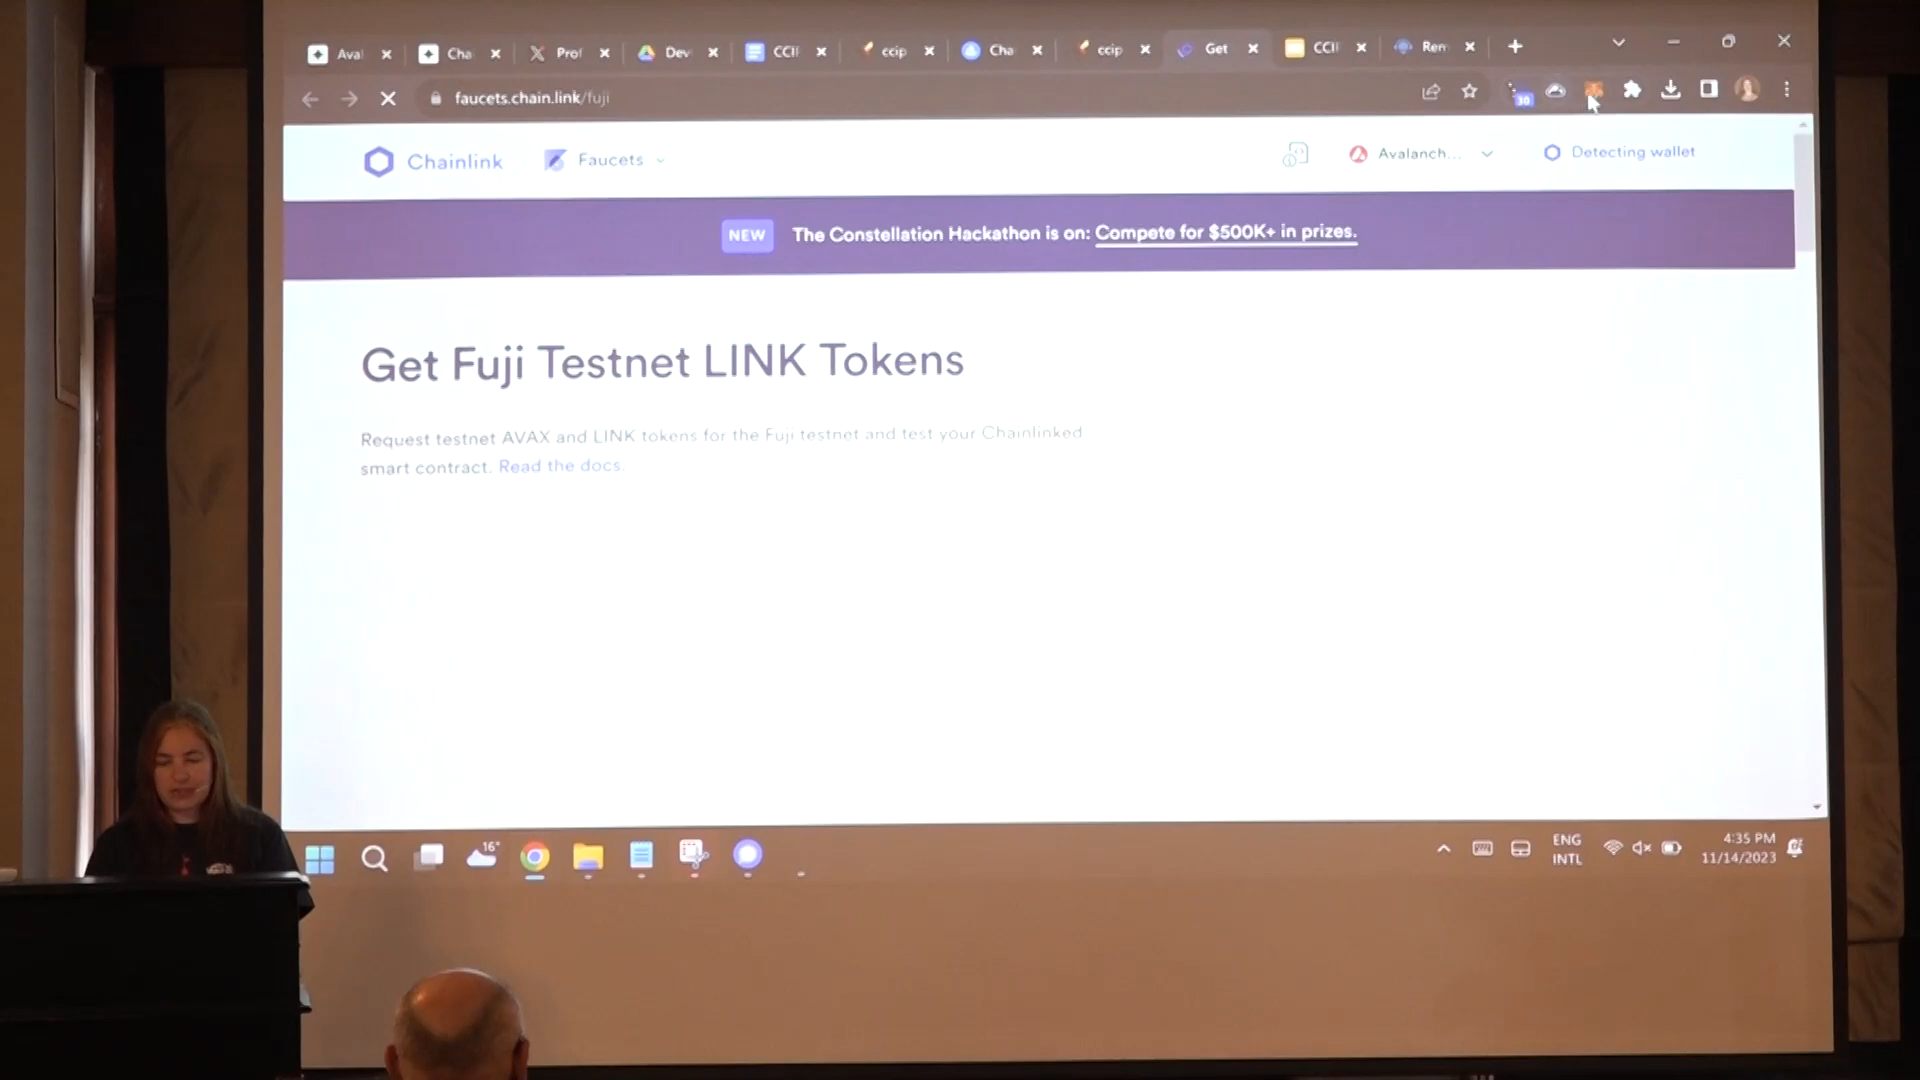 Aval
Cha
Prof
Dev
CCII
ccip
Cha
ccip
Get
CCII
Rem
faucets.chain.link/fuji
30
Chainlink
Faucets
Avalanch...
Detecting wallet
NEW
The Constellation Hackathon is on: Compete for $500K+ in prizes.
Get Fuji Testnet LINK Tokens
Request testnet AVAX and LINK tokens for the Fuji testnet and test your Chainlinked
smart contract. Read the docs.
16°
ENG
INTL
4:35 PM
11/14/2023